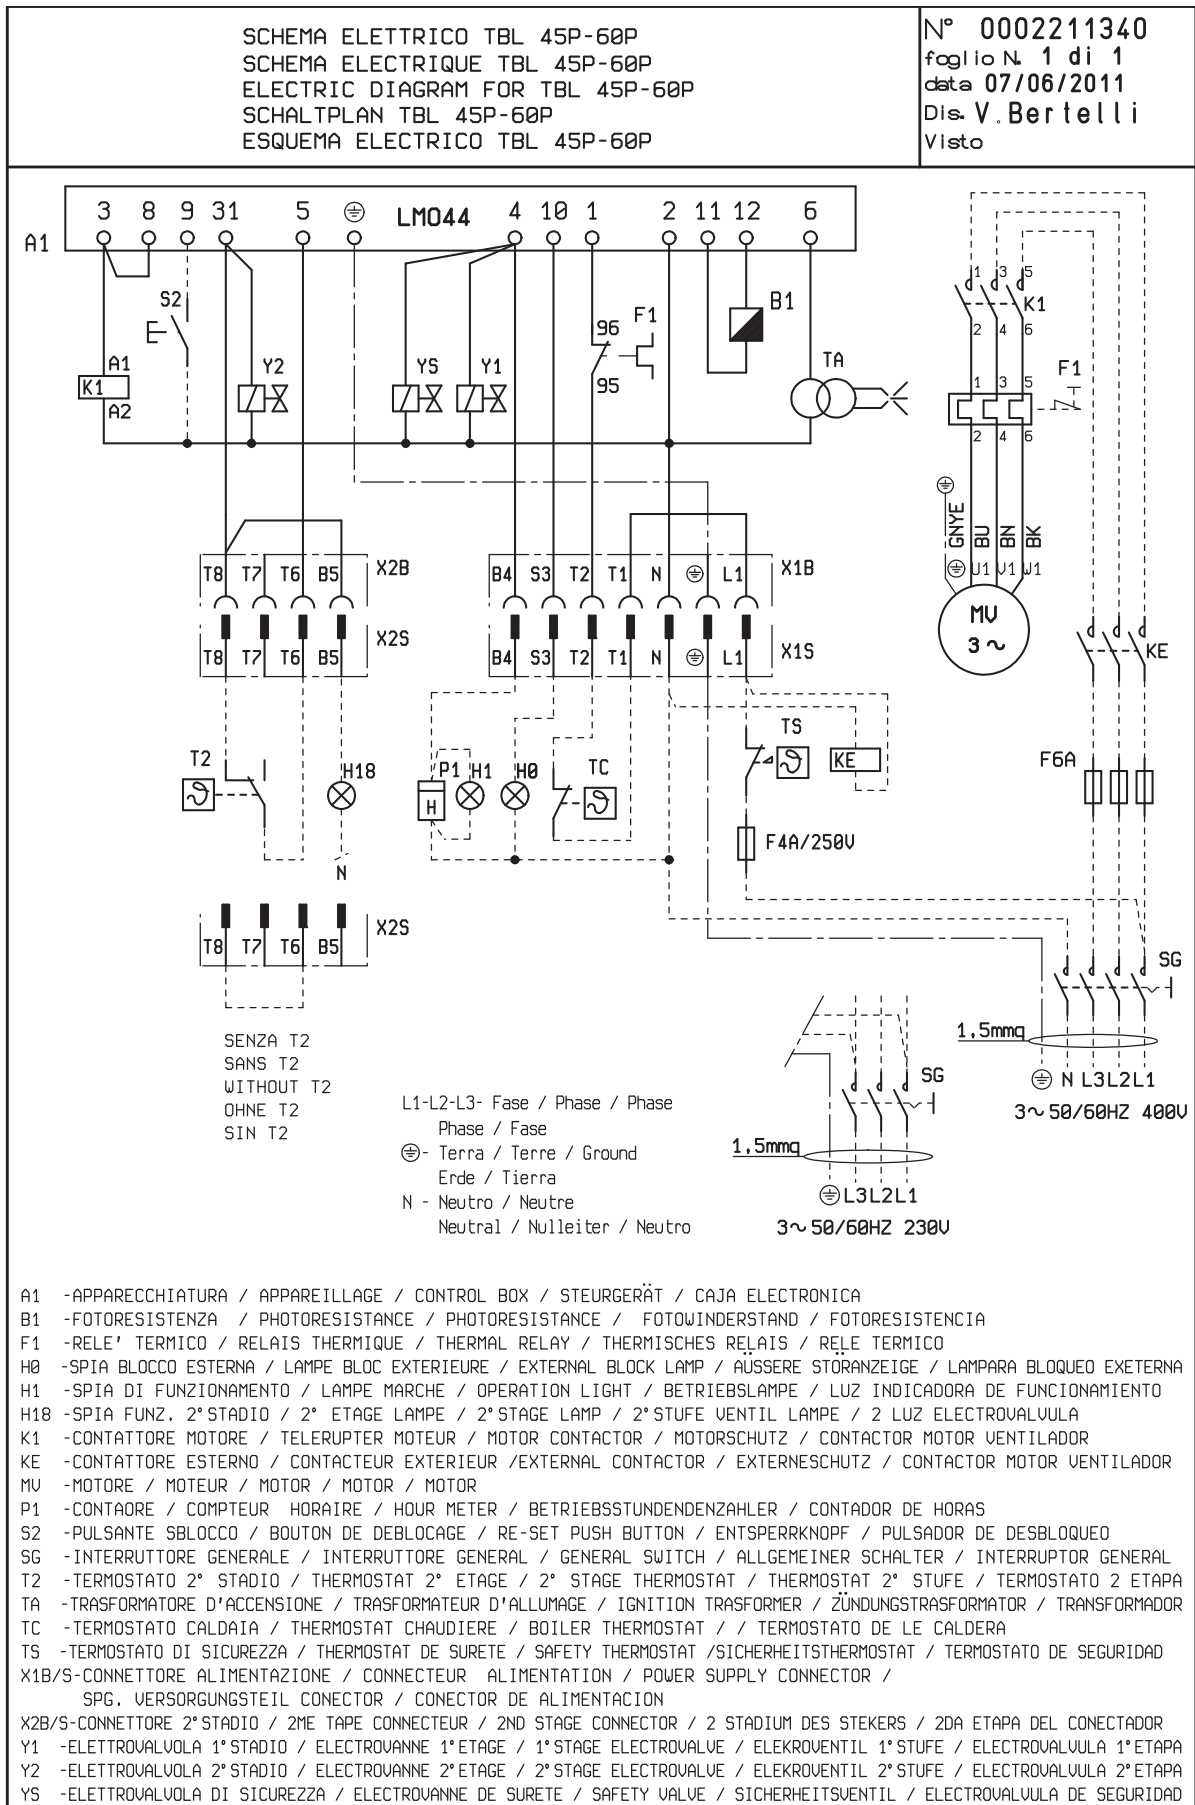 SCHEMA ELETTRICO TBL 45P-60P
SCHEMA ELECTRIQUE TBL 45P-60P
ELECTRIC DIAGRAM FOR TBL 45P-60P
SCHALTPLAN TBL 45P-60P
ESQUEMA ELECTRICO TBL 45P-60P
N° 0002211340
foglio N. 1 di 1
data 07/06/2011
Dis. V. Bertelli
Visto
3 8 9 31 5 LMO44 4 10 1 2 11 12 6
A1
1 3 5
K1
2 4 6
S2
96 F1
B1
A1
K1
A2
Y2
YS
Y1
95
TA
F1
1 3 5
2 4 6
GNYE BU BN BK
U1 V1 W1
MV
3~
T8 T7 T6 B5 X2B
B4 S3 T2 T1 N L1 X1B
X2S
T8 T7 T6 B5
X1S
B4 S3 T2 T1 N L1
KE
T2
H18
P1 H1 H0 TC
H
TS
KE
F6A
F4A/250V
N
X2S
T8 T7 T6 B5
SG
1,5mmq
N L3L2L1
3~50/60HZ 400V
SENZA T2
SANS T2
WITHOUT T2
OHNE T2
SIN T2
SG
1,5mmq
L3L2L1
3~50/60HZ 230V
L1-L2-L3- Fase / Phase / Phase
Phase / Fase
- Terra / Terre / Ground
Erde / Tierra
N - Neutro / Neutre
Neutral / Nulleiter / Neutro
A1 -APPARECCHIATURA / APPAREILLAGE / CONTROL BOX / STEURGERÄT / CAJA ELECTRONICA
B1 -FOTORESISTENZA / PHOTORESISTANCE / PHOTORESISTANCE / FOTOWINDERSTAND / FOTORESISTENCIA
F1 -RELE' TERMICO / RELAIS THERMIQUE / THERMAL RELAY / THERMISCHES RELAIS / RELE TERMICO
H0 -SPIA BLOCCO ESTERNA / LAMPE BLOC EXTERIEURE / EXTERNAL BLOCK LAMP / AÜSSERE STÖRANZEIGE / LAMPARA BLOQUEO EXETERNA
H1 -SPIA DI FUNZIONAMENTO / LAMPE MARCHE / OPERATION LIGHT / BETRIEBSLAMPE / LUZ INDICADORA DE FUNCIONAMIENTO
H18 -SPIA FUNZ. 2°STADIO / 2° ETAGE LAMPE / 2°STAGE LAMP / 2°STUFE VENTIL LAMPE / 2 LUZ ELECTROVALVULA
K1 -CONTATTORE MOTORE / TELERUPTER MOTEUR / MOTOR CONTACTOR / MOTORSCHUTZ / CONTACTOR MOTOR VENTILADOR
KE -CONTATTORE ESTERNO / CONTACTEUR EXTERIEUR /EXTERNAL CONTACTOR / EXTERNESCHUTZ / CONTACTOR MOTOR VENTILADOR
MV -MOTORE / MOTEUR / MOTOR / MOTOR / MOTOR
P1 -CONTAORE / COMPTEUR HORAIRE / HOUR METER / BETRIEBSSTUNDENDENZAHLER / CONTADOR DE HORAS
S2 -PULSANTE SBLOCCO / BOUTON DE DEBLOCAGE / RE-SET PUSH BUTTON / ENTSPERRKNOPF / PULSADOR DE DESBLOQUEO
SG -INTERRUTTORE GENERALE / INTERRUTTORE GENERAL / GENERAL SWITCH / ALLGEMEINER SCHALTER / INTERRUPTOR GENERAL
T2 -TERMOSTATO 2° STADIO / THERMOSTAT 2° ETAGE / 2° STAGE THERMOSTAT / THERMOSTAT 2° STUFE / TERMOSTATO 2 ETAPA
TA -TRASFORMATORE D'ACCENSIONE / TRASFORMATEUR D'ALLUMAGE / IGNITION TRASFORMER / ZÜNDUNGSTRASFORMATOR / TRANSFORMADOR
TC -TERMOSTATO CALDAIA / THERMOSTAT CHAUDIERE / BOILER THERMOSTAT / / TERMOSTATO DE LE CALDERA
TS -TERMOSTATO DI SICUREZZA / THERMOSTAT DE SURETE / SAFETY THERMOSTAT /SICHERHEITSTHERMOSTAT / TERMOSTATO DE SEGURIDAD
X1B/S-CONNETTORE ALIMENTAZIONE / CONNECTEUR ALIMENTATION / POWER SUPPLY CONNECTOR /
SPG. VERSORGUNGSTEIL CONECTOR / CONECTOR DE ALIMENTACION
X2B/S-CONNETTORE 2°STADIO / 2ME TAPE CONNECTEUR / 2ND STAGE CONNECTOR / 2 STADIUM DES STEKERS / 2DA ETAPA DEL CONECTADOR
Y1 -ELETTROVALVOLA 1°STADIO / ELECTROVANNE 1°ETAGE / 1°STAGE ELECTROVALVE / ELEKROVENTIL 1°STUFE / ELECTROVALVULA 1°ETAPA
Y2 -ELETTROVALVOLA 2°STADIO / ELECTROVANNE 2°ETAGE / 2°STAGE ELECTROVALVE / ELEKROVENTIL 2°STUFE / ELECTROVALVULA 2°ETAPA
YS -ELETTROVALVOLA DI SICUREZZA / ELECTROVANNE DE SURETE / SAFETY VALVE / SICHERHEITSVENTIL / ELECTROVALVULA DE SEGURIDAD